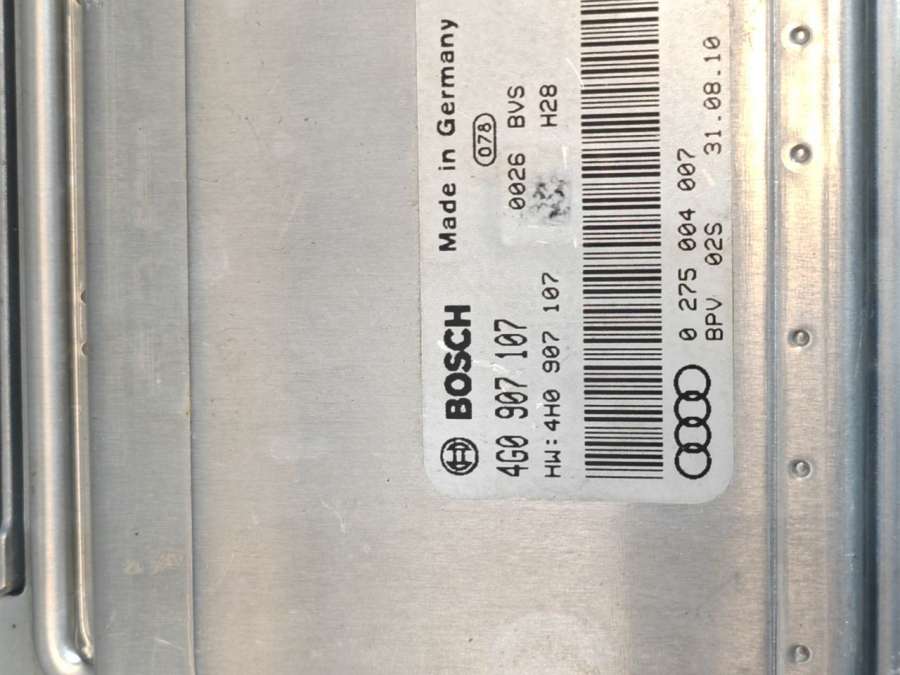 BOSCH Made in Germany
078
4G0 907 107 0026 BVS
HW:4H0 907 107 H28
0 275 004 007
BPV 02S 31.08.10